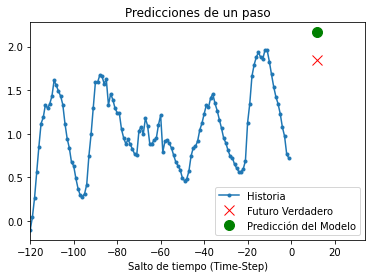 Predicciones de un paso
2.0
1.5
1.0
0.5
0.0
Historia
Futuro Verdadero
Predicción del Modelo
−120 −100 −80 −60 −40 −20 0 20
Salto de tiempo (Time-Step)